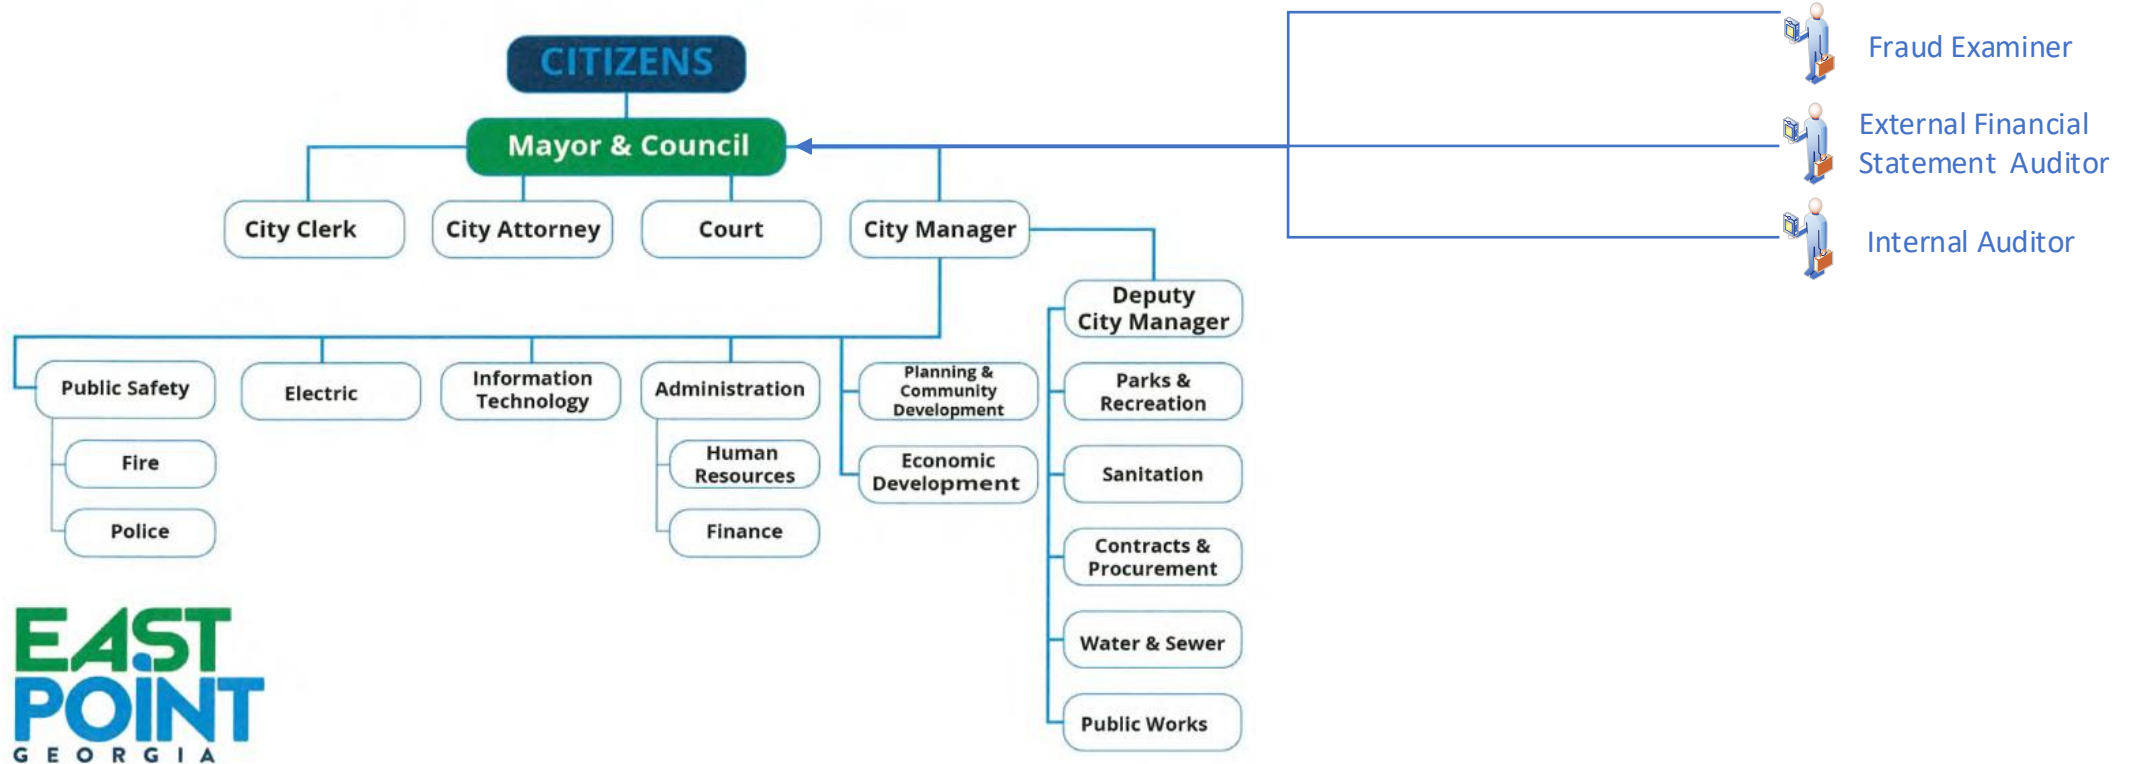 CITIZENS
Mayor & Council
City Clerk
City Attorney
Court
City Manager
Fraud Examiner
External Financial
Statement Auditor
Internal Auditor
Deputy
City Manager
Public Safety
Fire
Police
Electric
Information
Technology
Administration
Human
Resources
Finance
Planning &
Community
Development
Economic
Development
Parks &
Recreation
Sanitation
Contracts &
Procurement
Water & Sewer
Public Works
EAST
POINT
GEORGIA